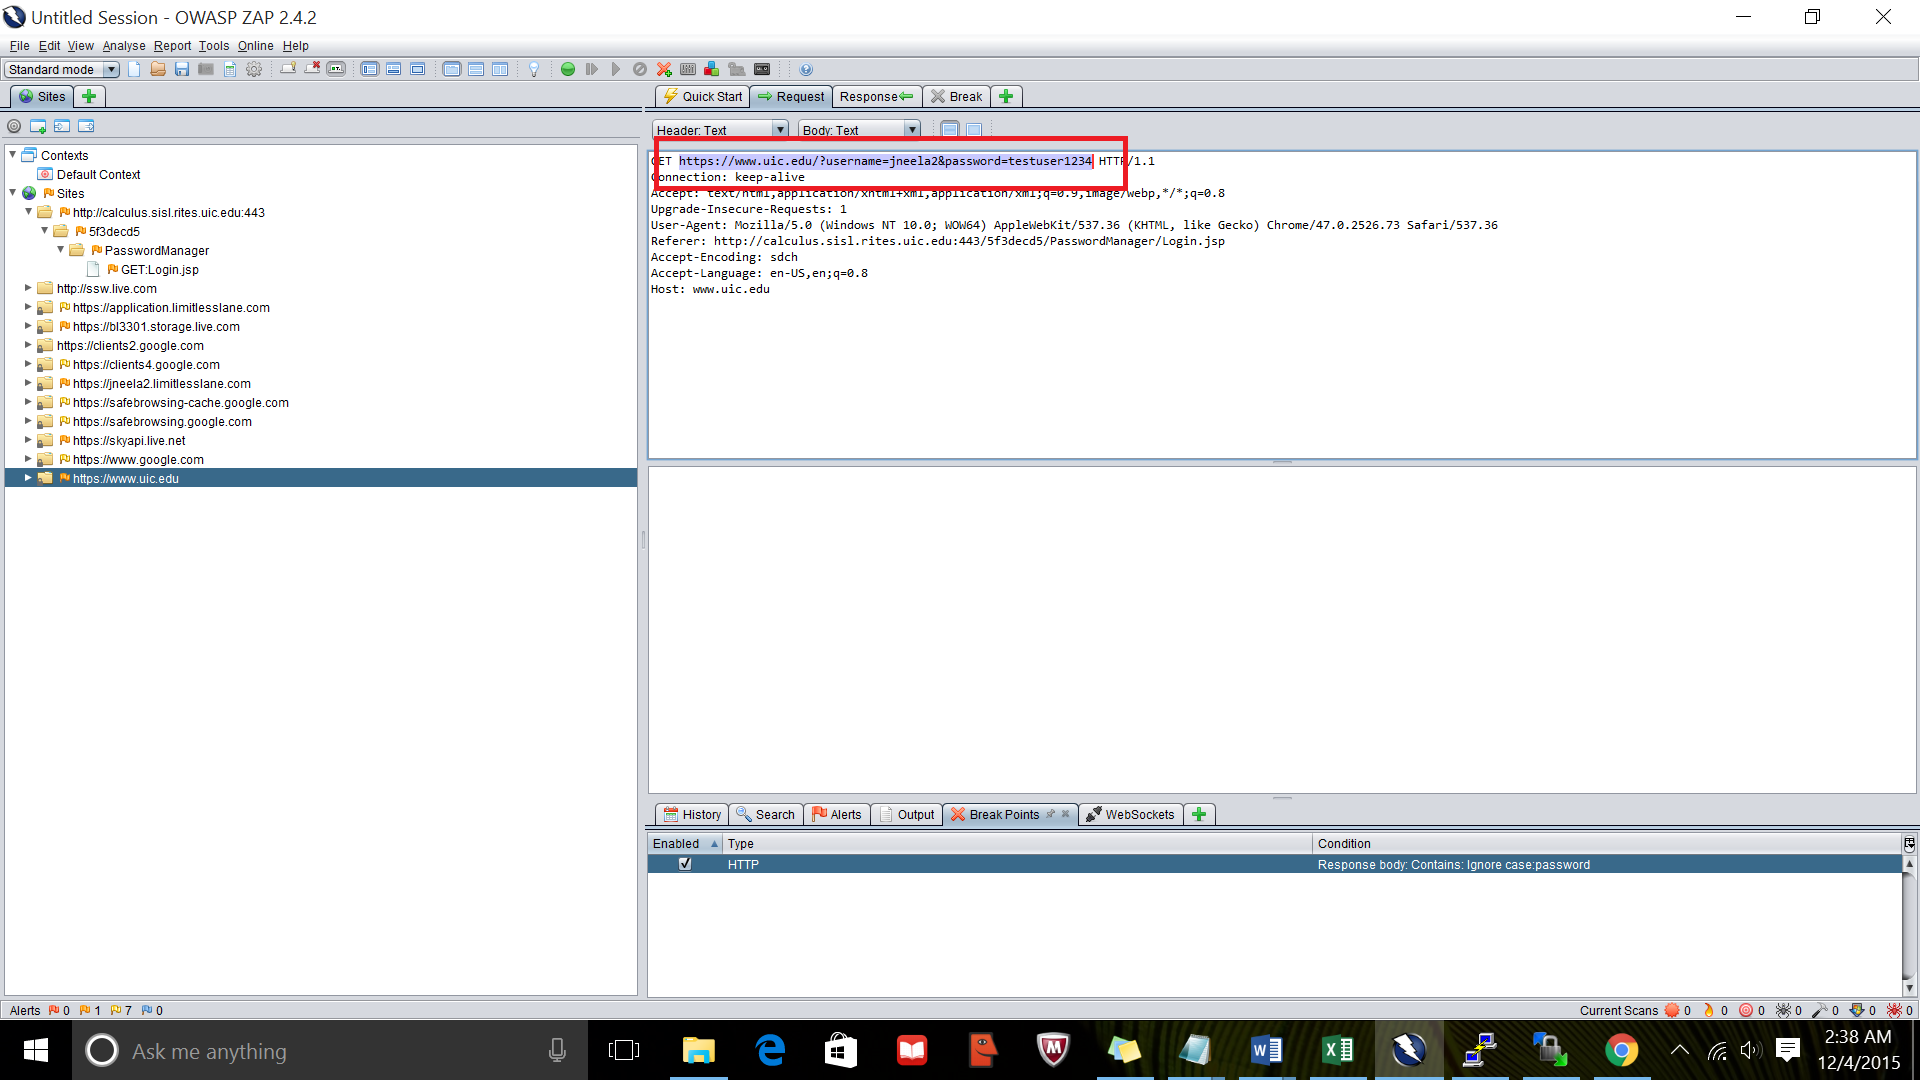 Untitled Session - OWASP ZAP 2.4.2
File Edit View Analyse Report Tools Online Help
Standard mode
Sites
Quick Start Request Response Break
Header: Text Body: Text
Contexts
Default Context
Sites
http://calculus.sisl.rites.uic.edu:443
5f3decd5
PasswordManager
GET:Login.jsp
http://ssw.live.com
https://application.limitlesslane.com
https://bl3301.storage.live.com
https://clients2.google.com
https://clients4.google.com
https://jneela2.limitlesslane.com
https://safebrowsing-cache.google.com
https://safebrowsing.google.com
https://skyapi.live.net
https://www.google.com
https://www.uic.edu
GET https://www.uic.edu/?username=jneela2&password=testuser1234 HTTP/1.1
Connection: keep-alive
Accept: text/html,application/xhtml+xml,application/xml;q=0.9,image/webp,*/*;q=0.8
Upgrade-Insecure-Requests: 1
User-Agent: Mozilla/5.0 (Windows NT 10.0; WOW64) AppleWebKit/537.36 (KHTML, like Gecko) Chrome/47.0.2526.73 Safari/537.36
Referer: http://calculus.sisl.rites.uic.edu:443/5f3decd5/PasswordManager/Login.jsp
Accept-Encoding: sdch
Accept-Language: en-US,en;q=0.8
Host: www.uic.edu
History Search Alerts Output Break Points WebSockets
Enabled Type Condition
HTTP Response body: Contains: Ignore case:password
Alerts 0 1 7 0 Current Scans 0 0 0 0 0 0 0
Ask me anything
2:38 AM
12/4/2015